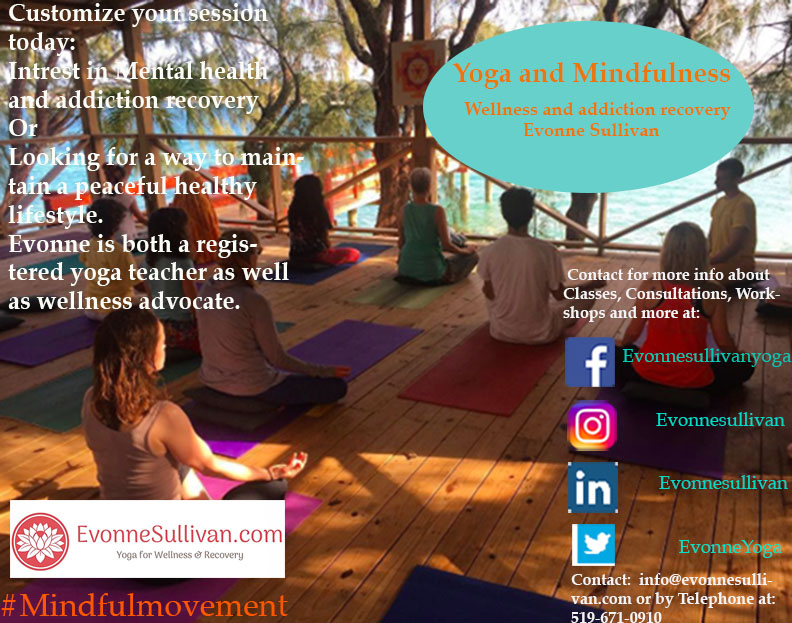 Customize your session
today:
Intrest in Mental health
and addiction recovery
Or
Looking for a way to main-
tain a peaceful healthy
lifestyle.
Evonne is both a regis-
tered yoga teacher as well
as wellness advocate.
Yoga and Mindfulness
Wellness and addiction recovery
Evonne Sullivan
Contact for more info about
Classes, Consultations, Work-
shops and more at:
Evonnesullivanyoga
Evonnesullivan
in
Evonnesullivan
EvonneYoga
Contact: info@evonnesulli-
van.com or by Telephone at:
519-671-0910
EvonneSullivan.com
Yoga for Wellness & Recovery
#Mindfulmovement